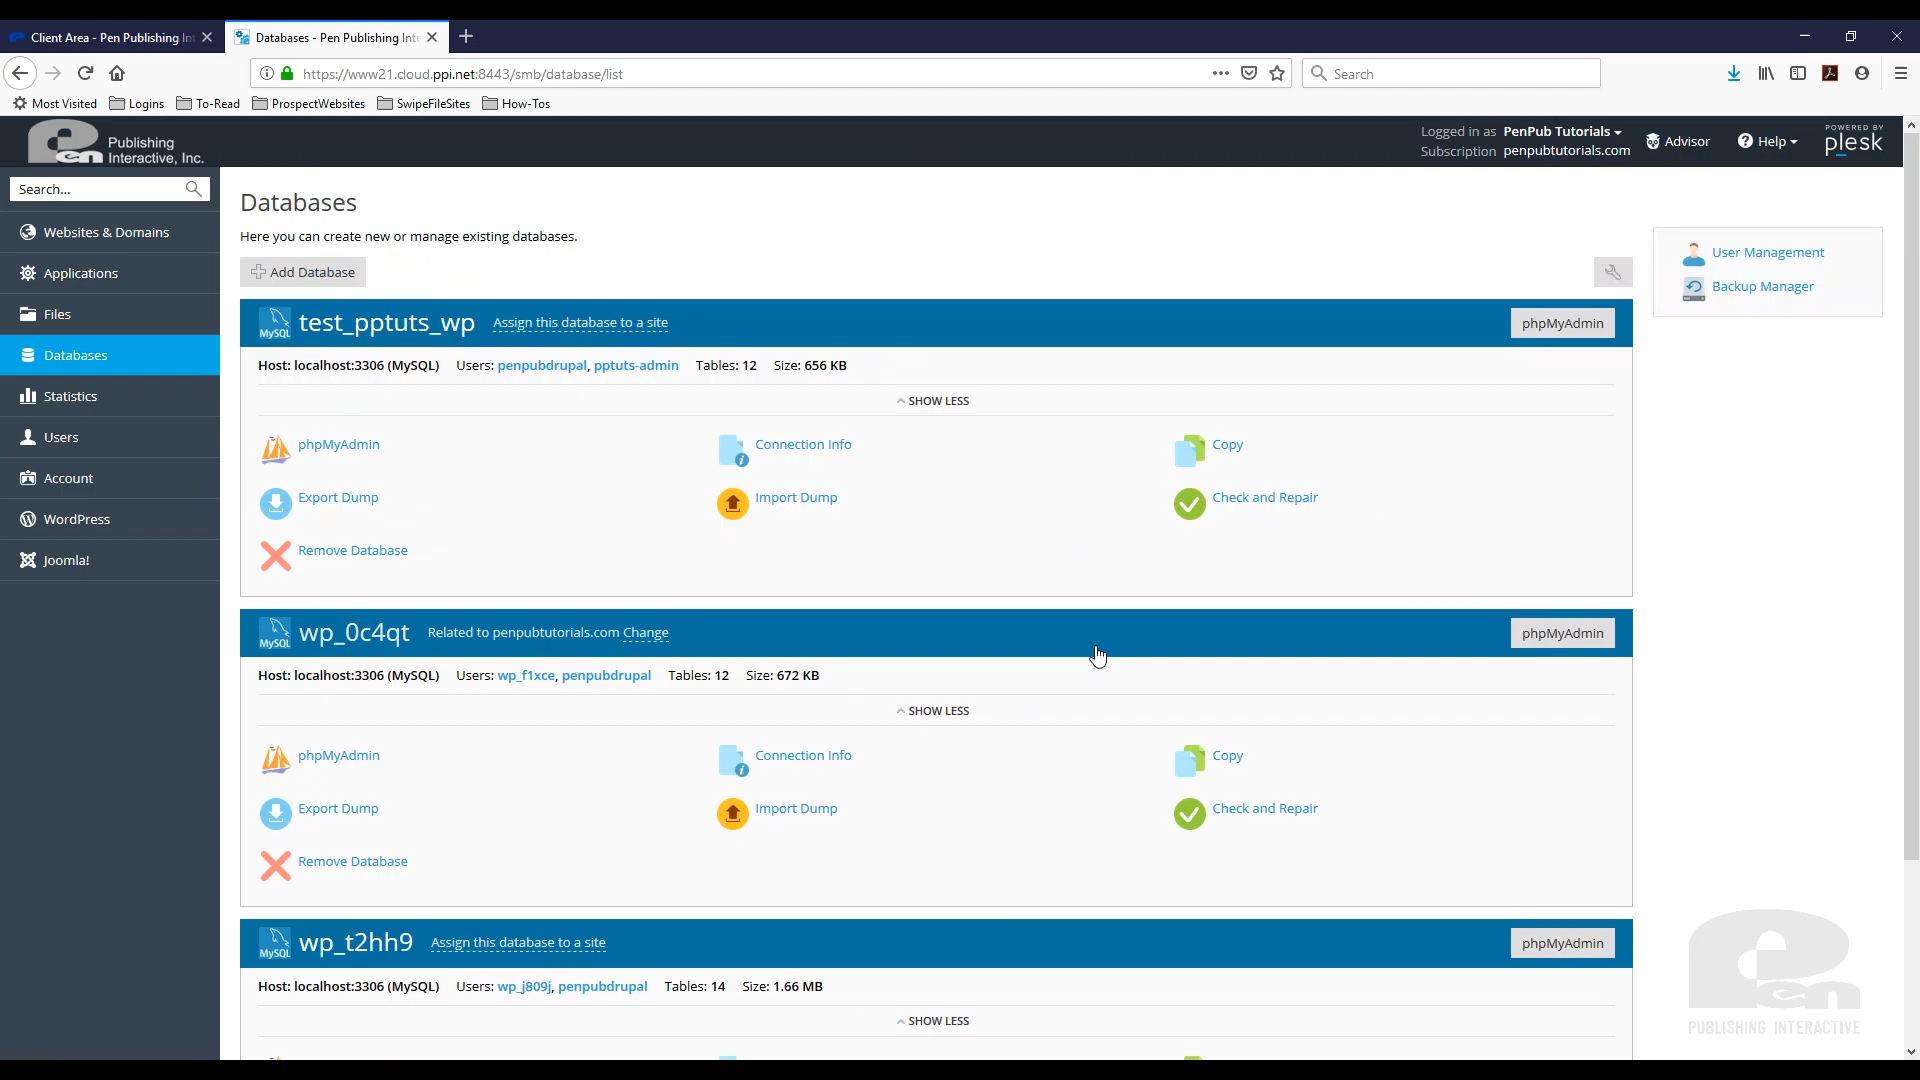 Client Area - Pen Publishing Int
Databases - Pen Publishing Inte
https://www21.cloud.ppi.net:8443/smb/database/list
Search
Most Visited
Logins
To-Read
ProspectWebsites
SwipeFileSites
How-Tos
en Publishing
Interactive, Inc.
Logged in as PenPub Tutorials
Subscription penpubtutorials.com
Advisor
Help
POWERED BY
plesk
Search...
Websites & Domains
Applications
Files
Databases
Statistics
Users
Account
WordPress
Joomla!
Databases
Here you can create new or manage existing databases.
Add Database
User Management
Backup Manager
MySQL test_pptuts_wp Assign this database to a site phpMyAdmin
Host: localhost:3306 (MySQL) Users: penpubdrupal, pptuts-admin Tables: 12 Size: 656 KB
SHOW LESS
phpMyAdmin Connection Info Copy
Export Dump Import Dump Check and Repair
Remove Database
MySQL wp_0c4qt Related to penpubtutorials.com Change phpMyAdmin
Host: localhost:3306 (MySQL) Users: wp_f1xce, penpubdrupal Tables: 12 Size: 672 KB
SHOW LESS
phpMyAdmin Connection Info Copy
Export Dump Import Dump Check and Repair
Remove Database
MySQL wp_t2hh9 Assign this database to a site phpMyAdmin
Host: localhost:3306 (MySQL) Users: wp_j809j, penpubdrupal Tables: 14 Size: 1.66 MB
SHOW LESS
en
PUBLISHING INTERACTIVE